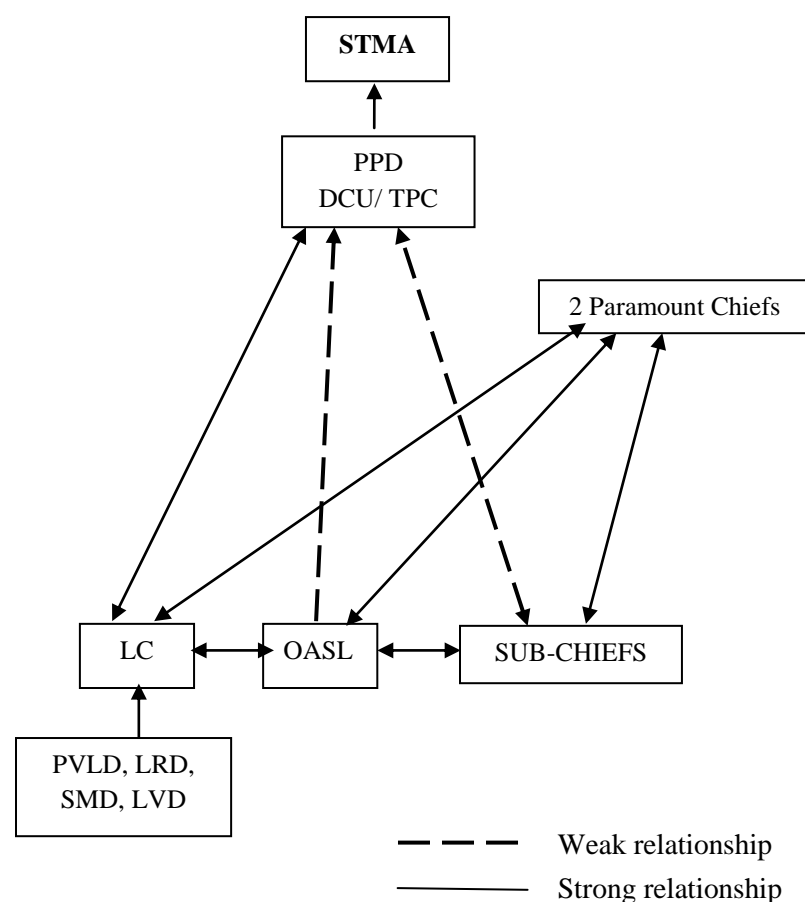 STMA
PPD
DCU/ TPC
2 Paramount Chiefs
LC
OASL
SUB-CHIEFS
PVLD, LRD,
SMD, LVD
Weak relationship
Strong relationship